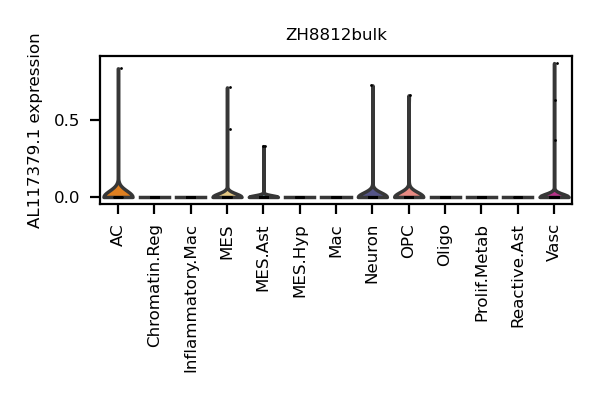 ZH8812bulk
AL117379.1 expression
0.5
0.0
AC
Chromatin.Reg
Inflammatory.Mac
MES
MES.Ast
MES.Hyp
Mac
Neuron
OPC
Oligo
Prolif.Metab
Reactive.Ast
Vasc